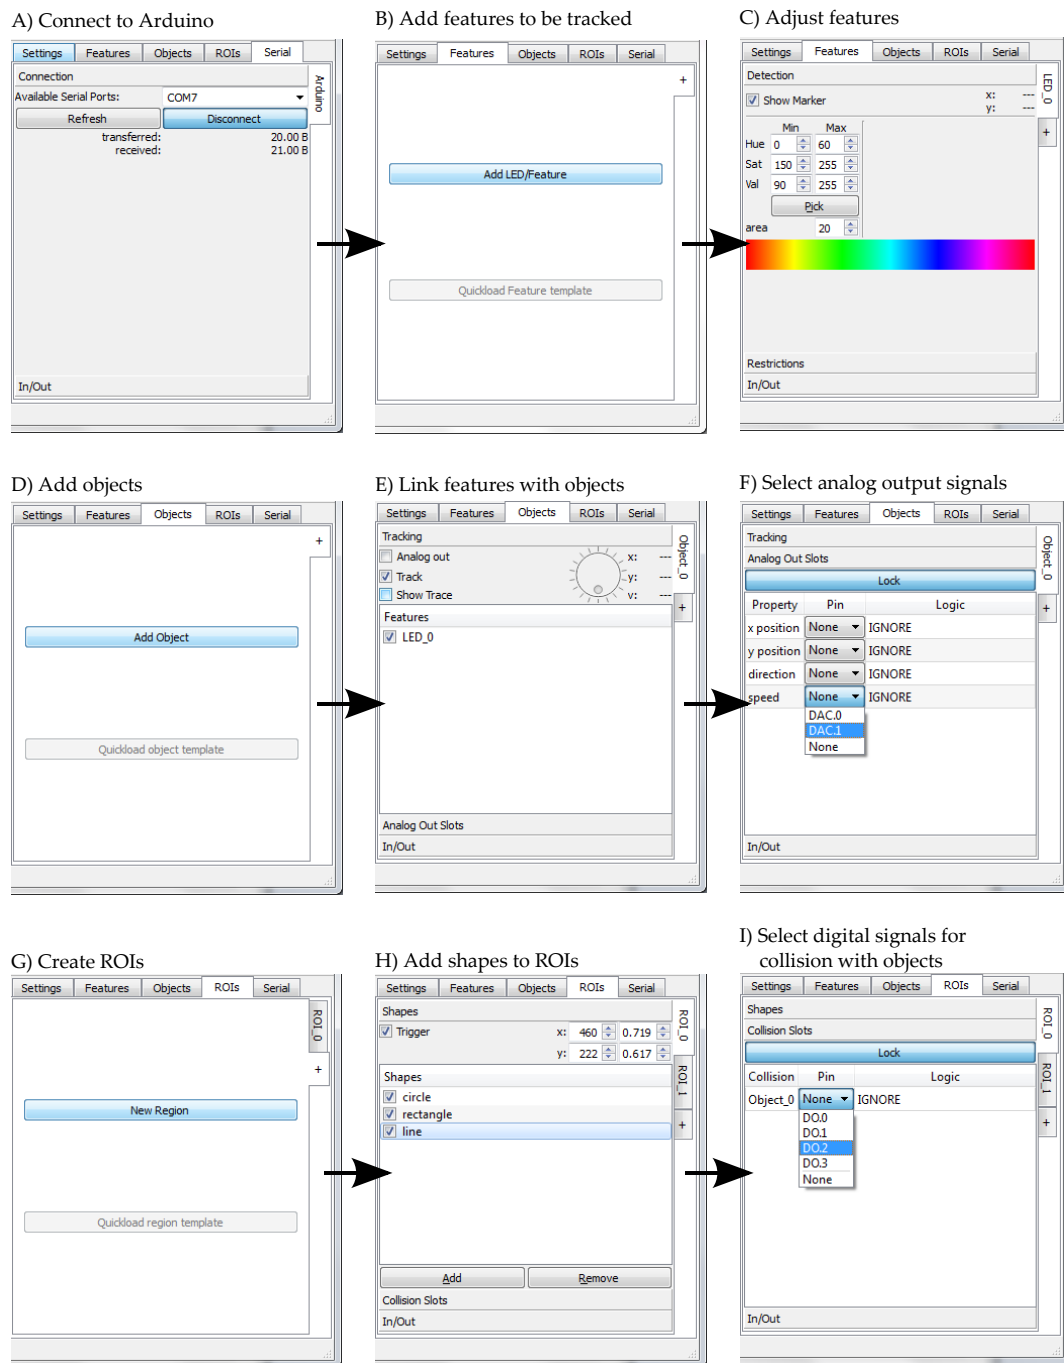 A) Connect to Arduino
Settings Features Objects ROIs Serial
Connection
Available Serial Ports: COM7
Refresh Disconnect
transferred: 20.00 B
received: 21.00 B
In/Out
Arduino
B) Add features to be tracked
Settings Features Objects ROIs Serial
+
Add LED/Feature
Quickload Feature template
C) Adjust features
Settings Features Objects ROIs Serial
Detection
Show Marker x: ---
y: ---
Min Max
Hue 0 60
Sat 150 255
Val 90 255
Pick
area 20
Restrictions
In/Out
LED_0
+
D) Add objects
Settings Features Objects ROIs Serial
+
Add Object
Quickload object template
E) Link features with objects
Settings Features Objects ROIs Serial
Tracking
Analog out x: ---
Track y: ---
Show Trace v: ---
Features
LED_0
Analog Out Slots
In/Out
Object_0
+
F) Select analog output signals
Settings Features Objects ROIs Serial
Tracking
Analog Out Slots
Lock
Property Pin Logic
x position None IGNORE
y position None IGNORE
direction None IGNORE
speed None IGNORE
DAC.0
DAC.1
None
In/Out
Object_0
+
G) Create ROIs
Settings Features Objects ROIs Serial
ROI_0
+
New Region
Quickload region template
H) Add shapes to ROIs
Settings Features Objects ROIs Serial
Shapes
Trigger x: 460 0.719
y: 222 0.617
Shapes
circle
rectangle
line
Add Remove
Collision Slots
In/Out
ROI_0
ROI_1
+
I) Select digital signals for
collision with objects
Settings Features Objects ROIs Serial
Shapes
Collision Slots
Lock
Collision Pin Logic
Object_0 None IGNORE
DO.0
DO.1
DO.2
DO.3
None
In/Out
ROI_0
ROI_1
+